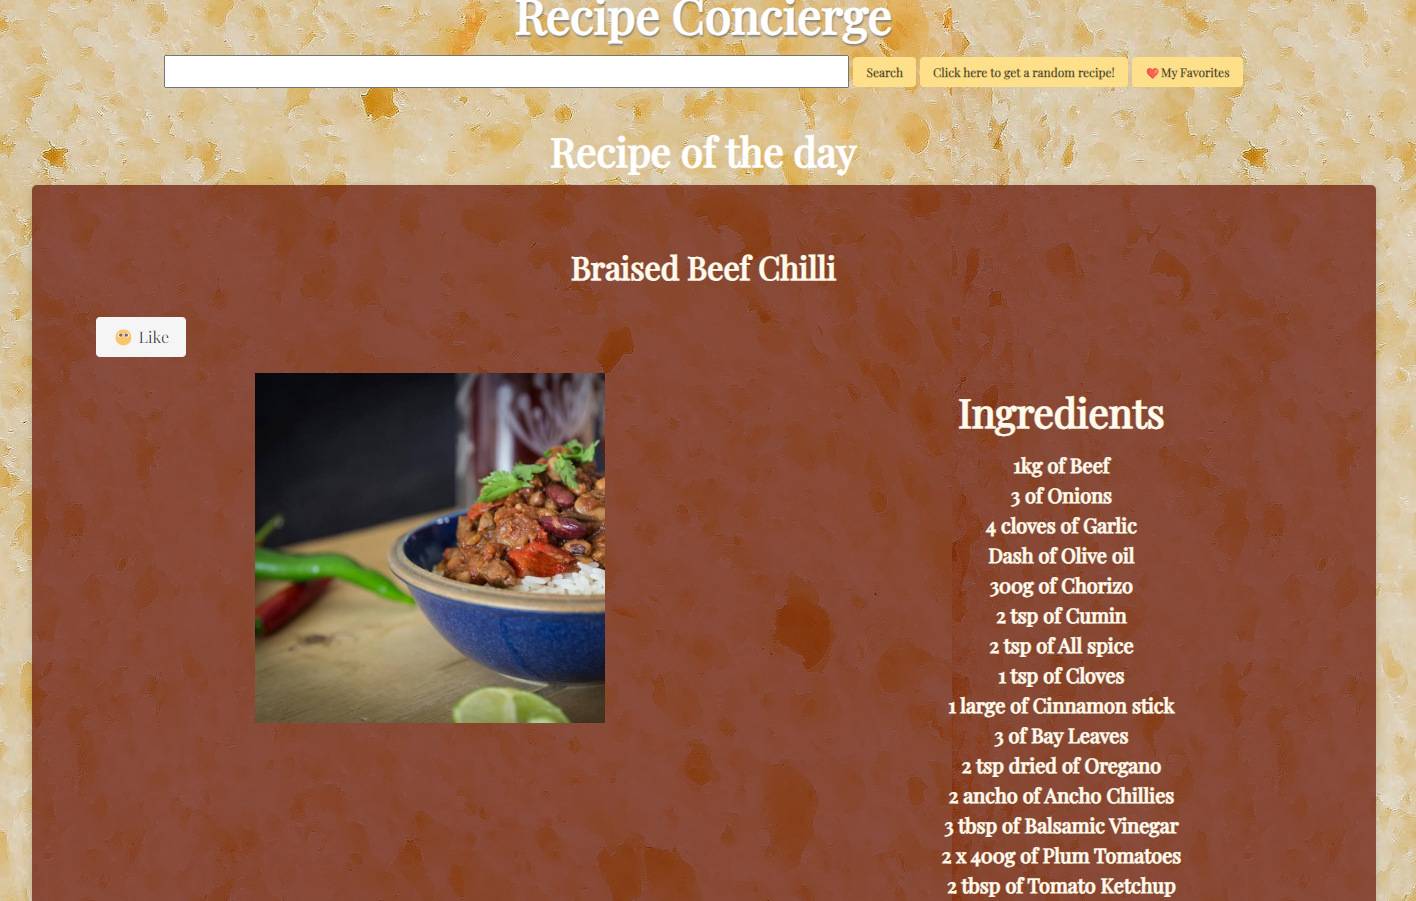 Recipe Concierge
Search Click here to get a random recipe! My Favorites
Recipe of the day
Braised Beef Chilli
Like
Ingredients
1kg of Beef
3 of Onions
4 cloves of Garlic
Dash of Olive oil
300g of Chorizo
2 tsp of Cumin
2 tsp of All spice
1 tsp of Cloves
1 large of Cinnamon stick
3 of Bay Leaves
2 tsp dried of Oregano
2 ancho of Ancho Chillies
3 tbsp of Balsamic Vinegar
2 x 400g of Plum Tomatoes
2 tbsp of Tomato Ketchup